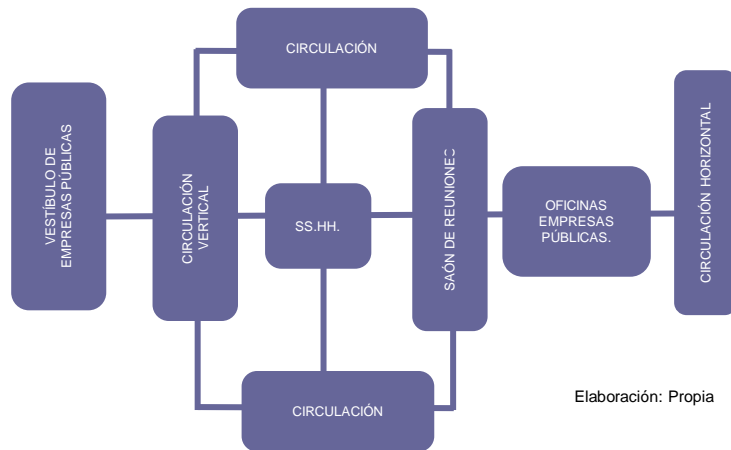 CIRCULACIÓN
VESTÍBULO DE
EMPRESAS PÚBLICAS
CIRCULACIÓN
VERTICAL
SS.HH.
SAÓN DE REUNIONES
OFICINAS
EMPRESAS
PÚBLICAS.
CIRCULACIÓN HORIZONTAL
CIRCULACIÓN
Elaboración: Propia